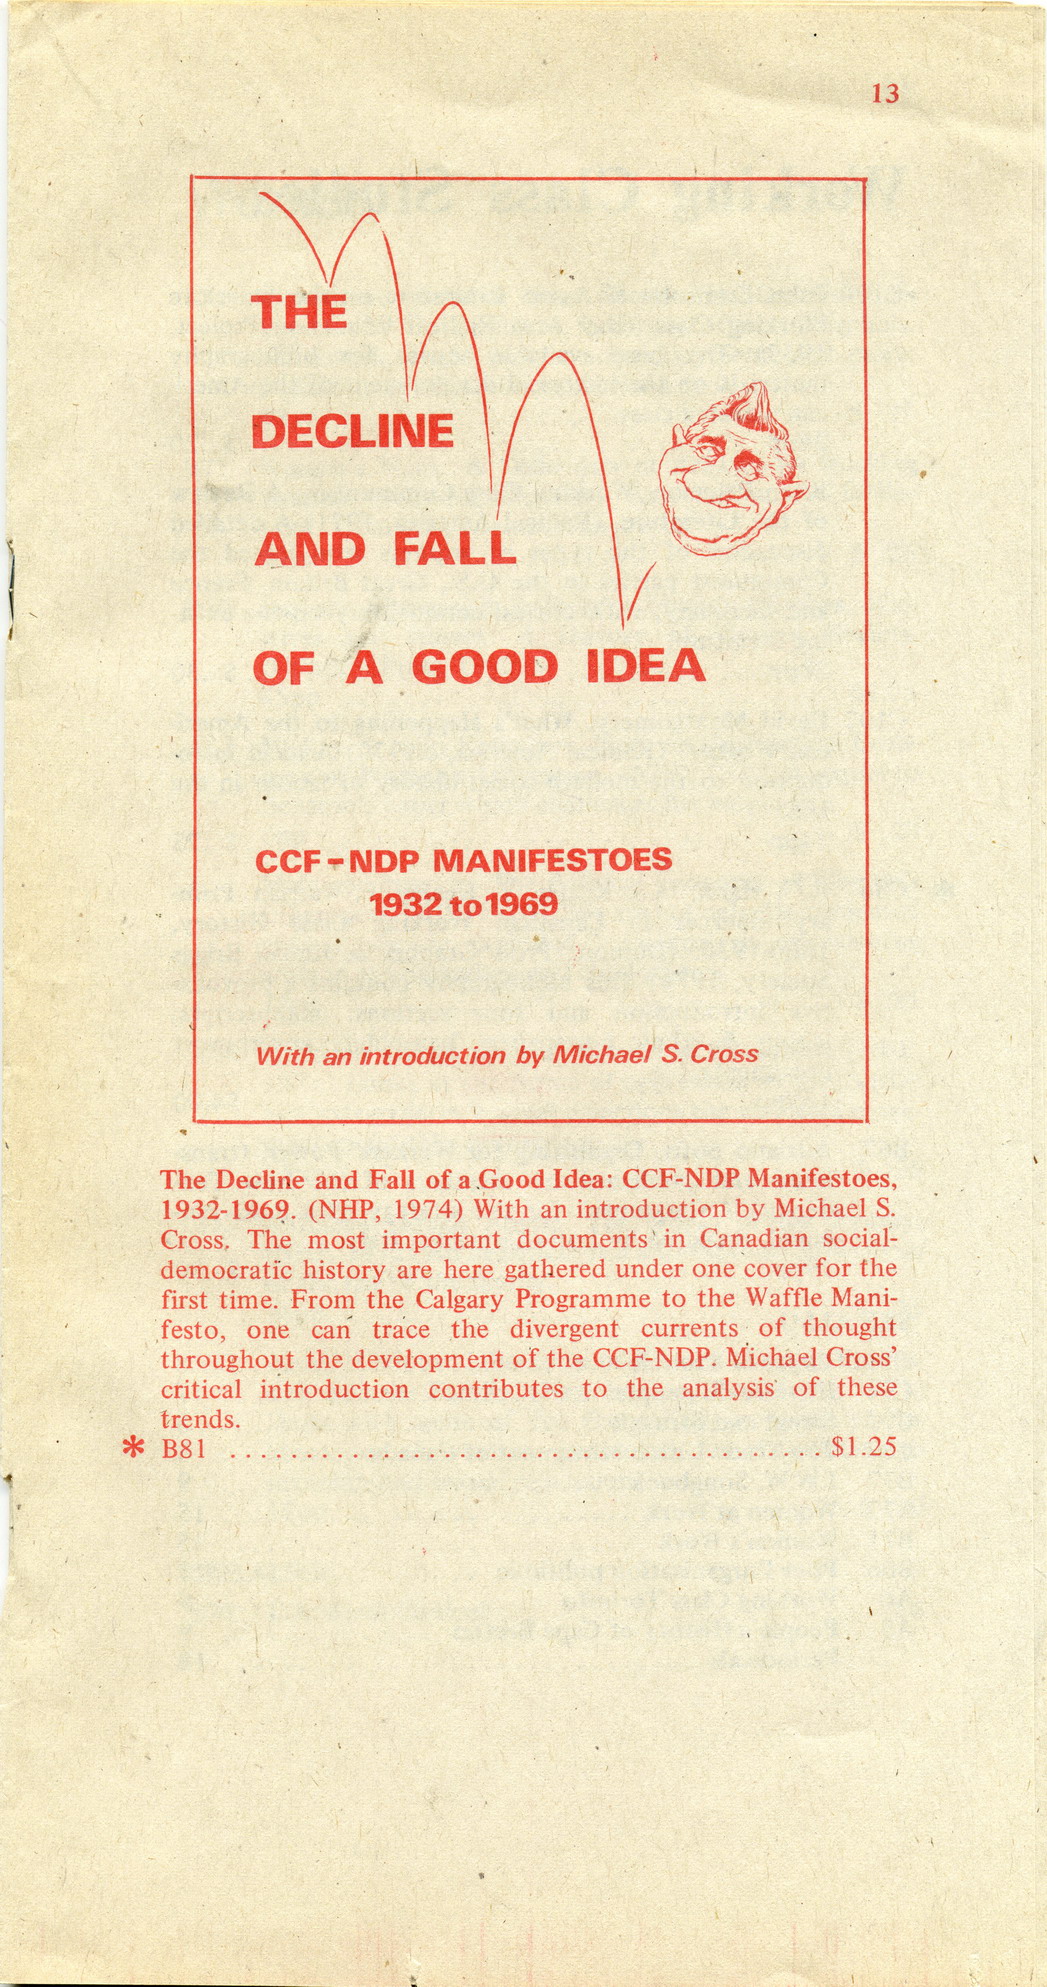 13
THE
DECLINE
AND FALL
OF A GOOD IDEA
CCF-NDP MANIFESTOES
1932 to 1969
With an introduction by Michael S. Cross
The Decline and Fall of a Good Idea: CCF-NDP Manifestoes,
1932-1969. (NHP, 1974) With an introduction by Michael S.
Cross. The most important documents in Canadian social-
democratic history are here gathered under one cover for the
first time. From the Calgary Programme to the Waffle Mani-
festo, one can trace the divergent currents of thought
throughout the development of the CCF-NDP. Michael Cross'
critical introduction contributes to the analysis of these
trends.
* B81 ........................................ $1.25